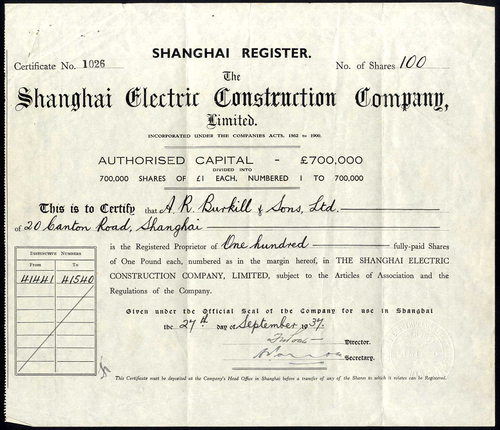 SHANGHAI REGISTER.
Certificate No. 1026
No. of Shares 100
The
Shanghai Electric Construction Company,
Limited.
INCORPORATED UNDER THE COMPANIES ACTS, 1862 to 1900.
AUTHORISED CAPITAL - £700,000
DIVIDED INTO
700,000 SHARES OF £1 EACH, NUMBERED 1 TO 700,000
This is to Certify that A. R. Burkill & Sons, Ltd.
of 20 Canton Road, Shanghai
is the Registered Proprietor of One hundred fully-paid Shares
of One Pound each, numbered as in the margin hereof, in THE SHANGHAI ELECTRIC
CONSTRUCTION COMPANY, LIMITED, subject to the Articles of Association and the
Regulations of the Company.
DISTINCTIVE NUMBERS
From To
41441 41540
Given under the Official Seal of the Company for use in Shanghai
the 27th day of September 1937.
Director.
Secretary.
This Certificate must be deposited at the Company's Head Office in Shanghai before a transfer of any of the Shares to which it relates can be Registered.